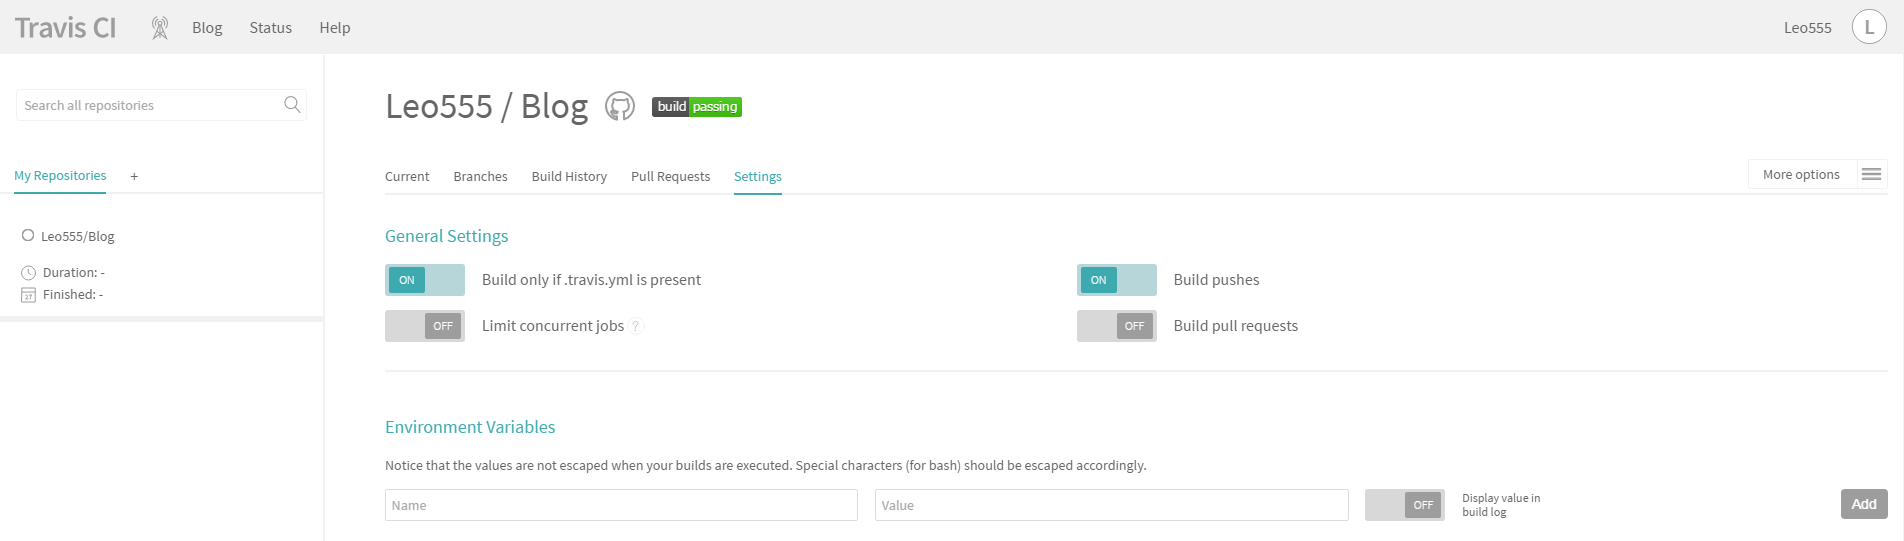 Travis CI Blog Status Help Leo555 L
Search all repositories
My Repositories +
Leo555/Blog
Duration: -
27 Finished: -
Leo555 / Blog build passing
Current Branches Build History Pull Requests Settings More options
General Settings
ON Build only if .travis.yml is present ON Build pushes
OFF Limit concurrent jobs ? OFF Build pull requests
Environment Variables
Notice that the values are not escaped when your builds are executed. Special characters (for bash) should be escaped accordingly.
Name Value OFF Display value in
build log
Add